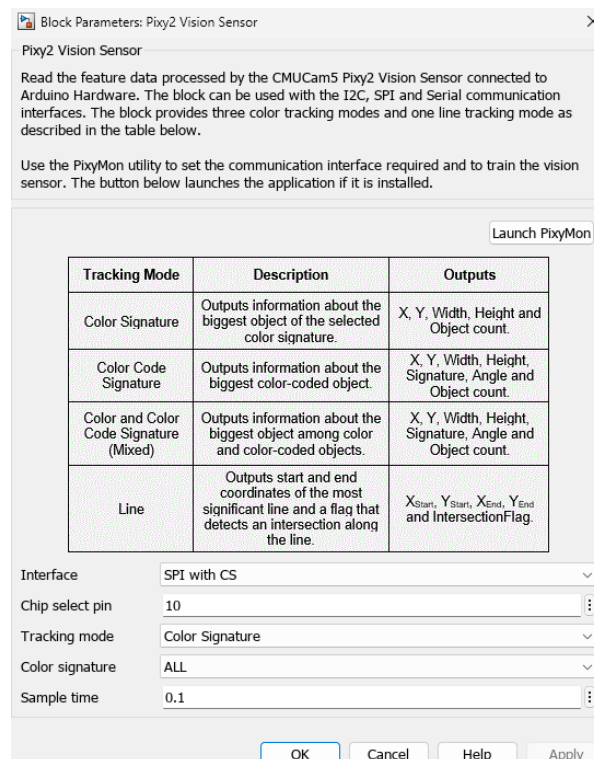 Block Parameters: Pixy2 Vision Sensor
Pixy2 Vision Sensor
Read the feature data processed by the CMUCam5 Pixy2 Vision Sensor connected to
Arduino Hardware. The block can be used with the I2C, SPI and Serial communication
interfaces. The block provides three color tracking modes and one line tracking mode as
described in the table below.
Use the PixyMon utility to set the communication interface required and to train the vision
sensor. The button below launches the application if it is installed.
Launch PixyMon
Tracking Mode
Description
Outputs
Color Signature
Outputs information about the
biggest object of the selected
color signature.
X, Y, Width, Height and
Object count.
Color Code
Signature
Outputs information about the
biggest color-coded object.
X, Y, Width, Height,
Signature, Angle and
Object count.
Color and Color
Code Signature
(Mixed)
Outputs information about the
biggest object among color
and color-coded objects.
X, Y, Width, Height,
Signature, Angle and
Object count.
Line
Outputs start and end
coordinates of the most
significant line and a flag that
detects an intersection along
the line.
XStart, YStart, XEnd, YEnd
and IntersectionFlag.
Interface SPI with CS
Chip select pin 10
Tracking mode Color Signature
Color signature ALL
Sample time 0.1
OK Cancel Help Apply